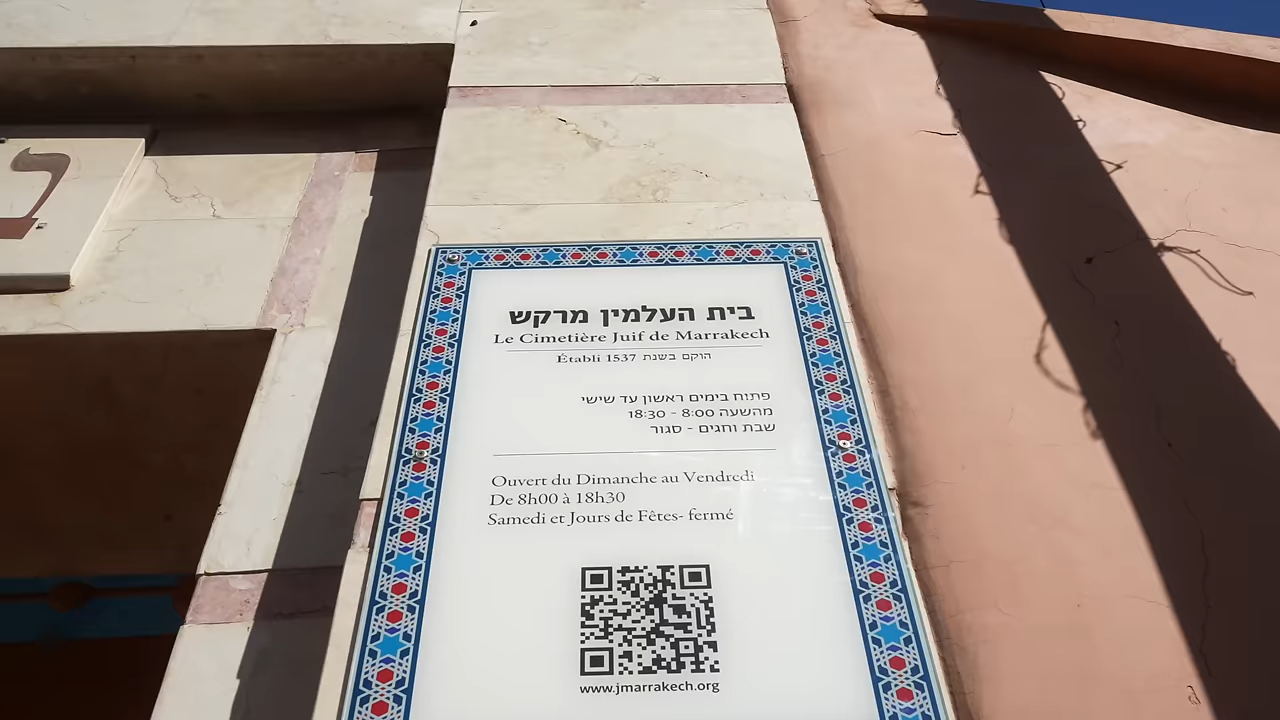 בית העלמין מרקש
Le Cimetière Juif de Marrakech
Établi 1537 הוקם בשנת
פתוח בימים ראשון עד שישי
מהשעה 8:00 - 18:30
שבת וחגים - סגור
Ouvert du Dimanche au Vendredi
De 8h00 à 18h30
Samedi et Jours de Fêtes- fermé
www.jmarrakech.org